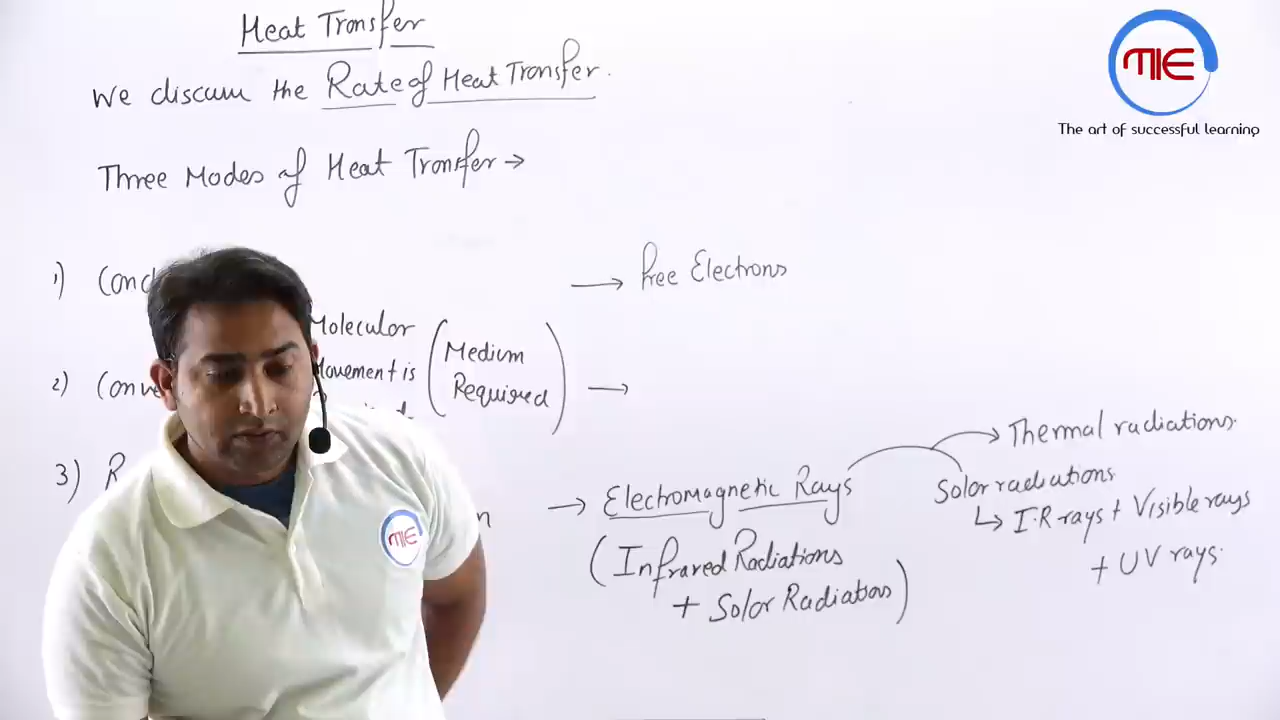 Heat Transfer
We discuss the Rate of Heat Transfer.
Three Modes of Heat Transfer →
1)
→ free Electrons
Molecular
Movement is
(Medium Required)
2)
→
3) R
→ Electromagnetic Rays
(Infrared Radiations
+ Solar Radiations)
→ Thermal radiations.
Solar radiations
↳ I.R rays + Visible rays
+ UV rays.
MIE
The art of successful learning
MIE